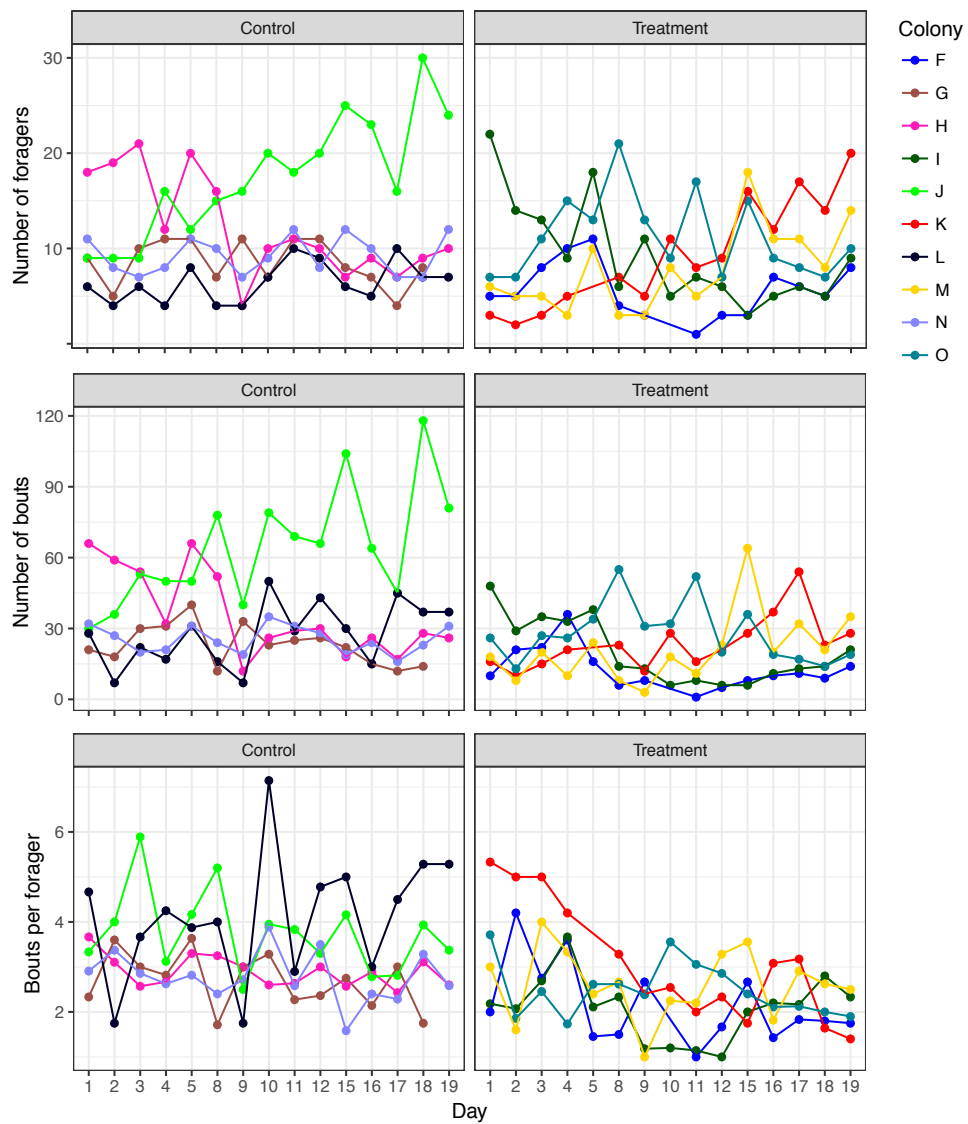 Control Treatment
Number of foragers
30
20
10
Colony
F
G
H
I
J
K
L
M
N
O
Control Treatment
Number of bouts
120
90
60
30
0
Control Treatment
Bouts per forager
6
4
2
1 2 3 4 5 8 9 10 11 12 15 16 17 18 19 1 2 3 4 5 8 9 10 11 12 15 16 17 18 19
Day